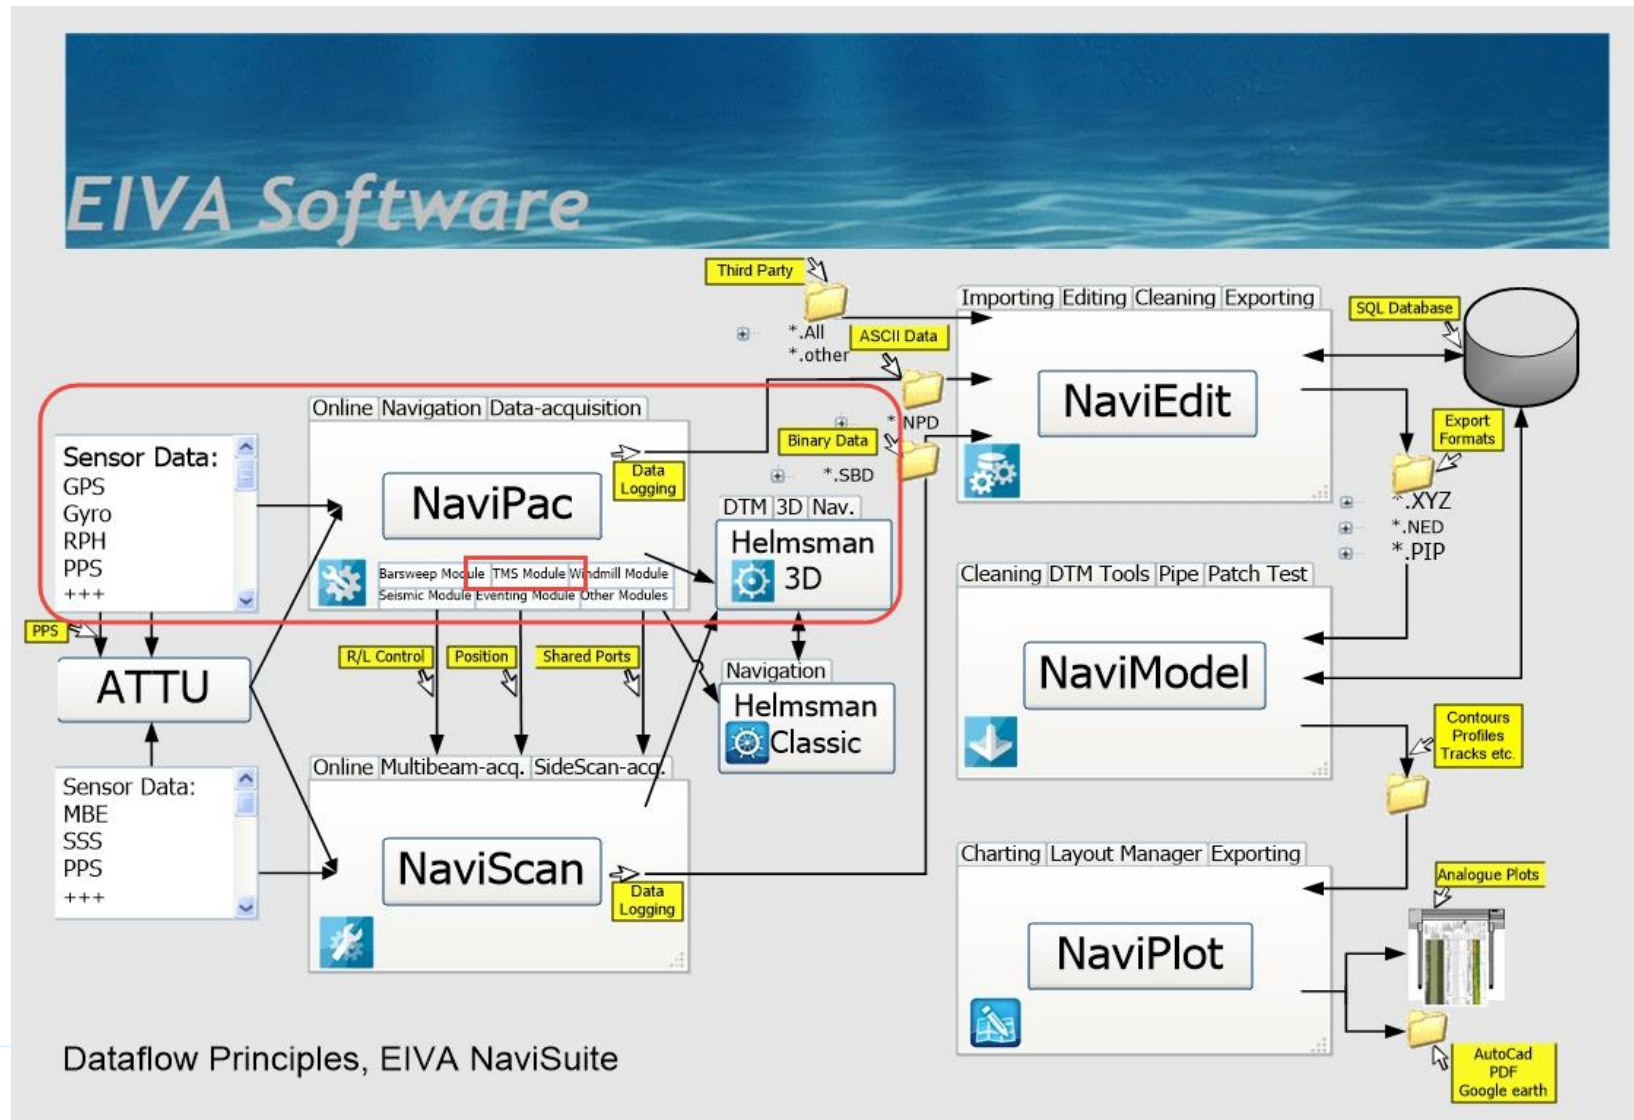 EIVA Software
Third Party
*.All
*.other
ASCII Data
*.NPD
Binary Data
*.SBD
Importing Editing Cleaning Exporting
NaviEdit
SQL Database
Export
Formats
*.XYZ
*.NED
*.PIP
Sensor Data:
GPS
Gyro
RPH
PPS
+++
Online Navigation Data-acquisition
NaviPac
Data
Logging
Barsweep Module TMS Module Windmill Module
Seismic Module Eventing Module Other Modules
DTM 3D Nav.
Helmsman
3D
PPS
ATTU
R/L Control
Position
Shared Ports
Navigation
Helmsman
Classic
Cleaning DTM Tools Pipe Patch Test
NaviModel
Contours
Profiles
Tracks etc.
Sensor Data:
MBE
SSS
PPS
+++
Online Multibeam-acq. SideScan-acq.
NaviScan
Data
Logging
Charting Layout Manager Exporting
NaviPlot
Analogue Plots
AutoCad
PDF
Google earth
Dataflow Principles, EIVA NaviSuite